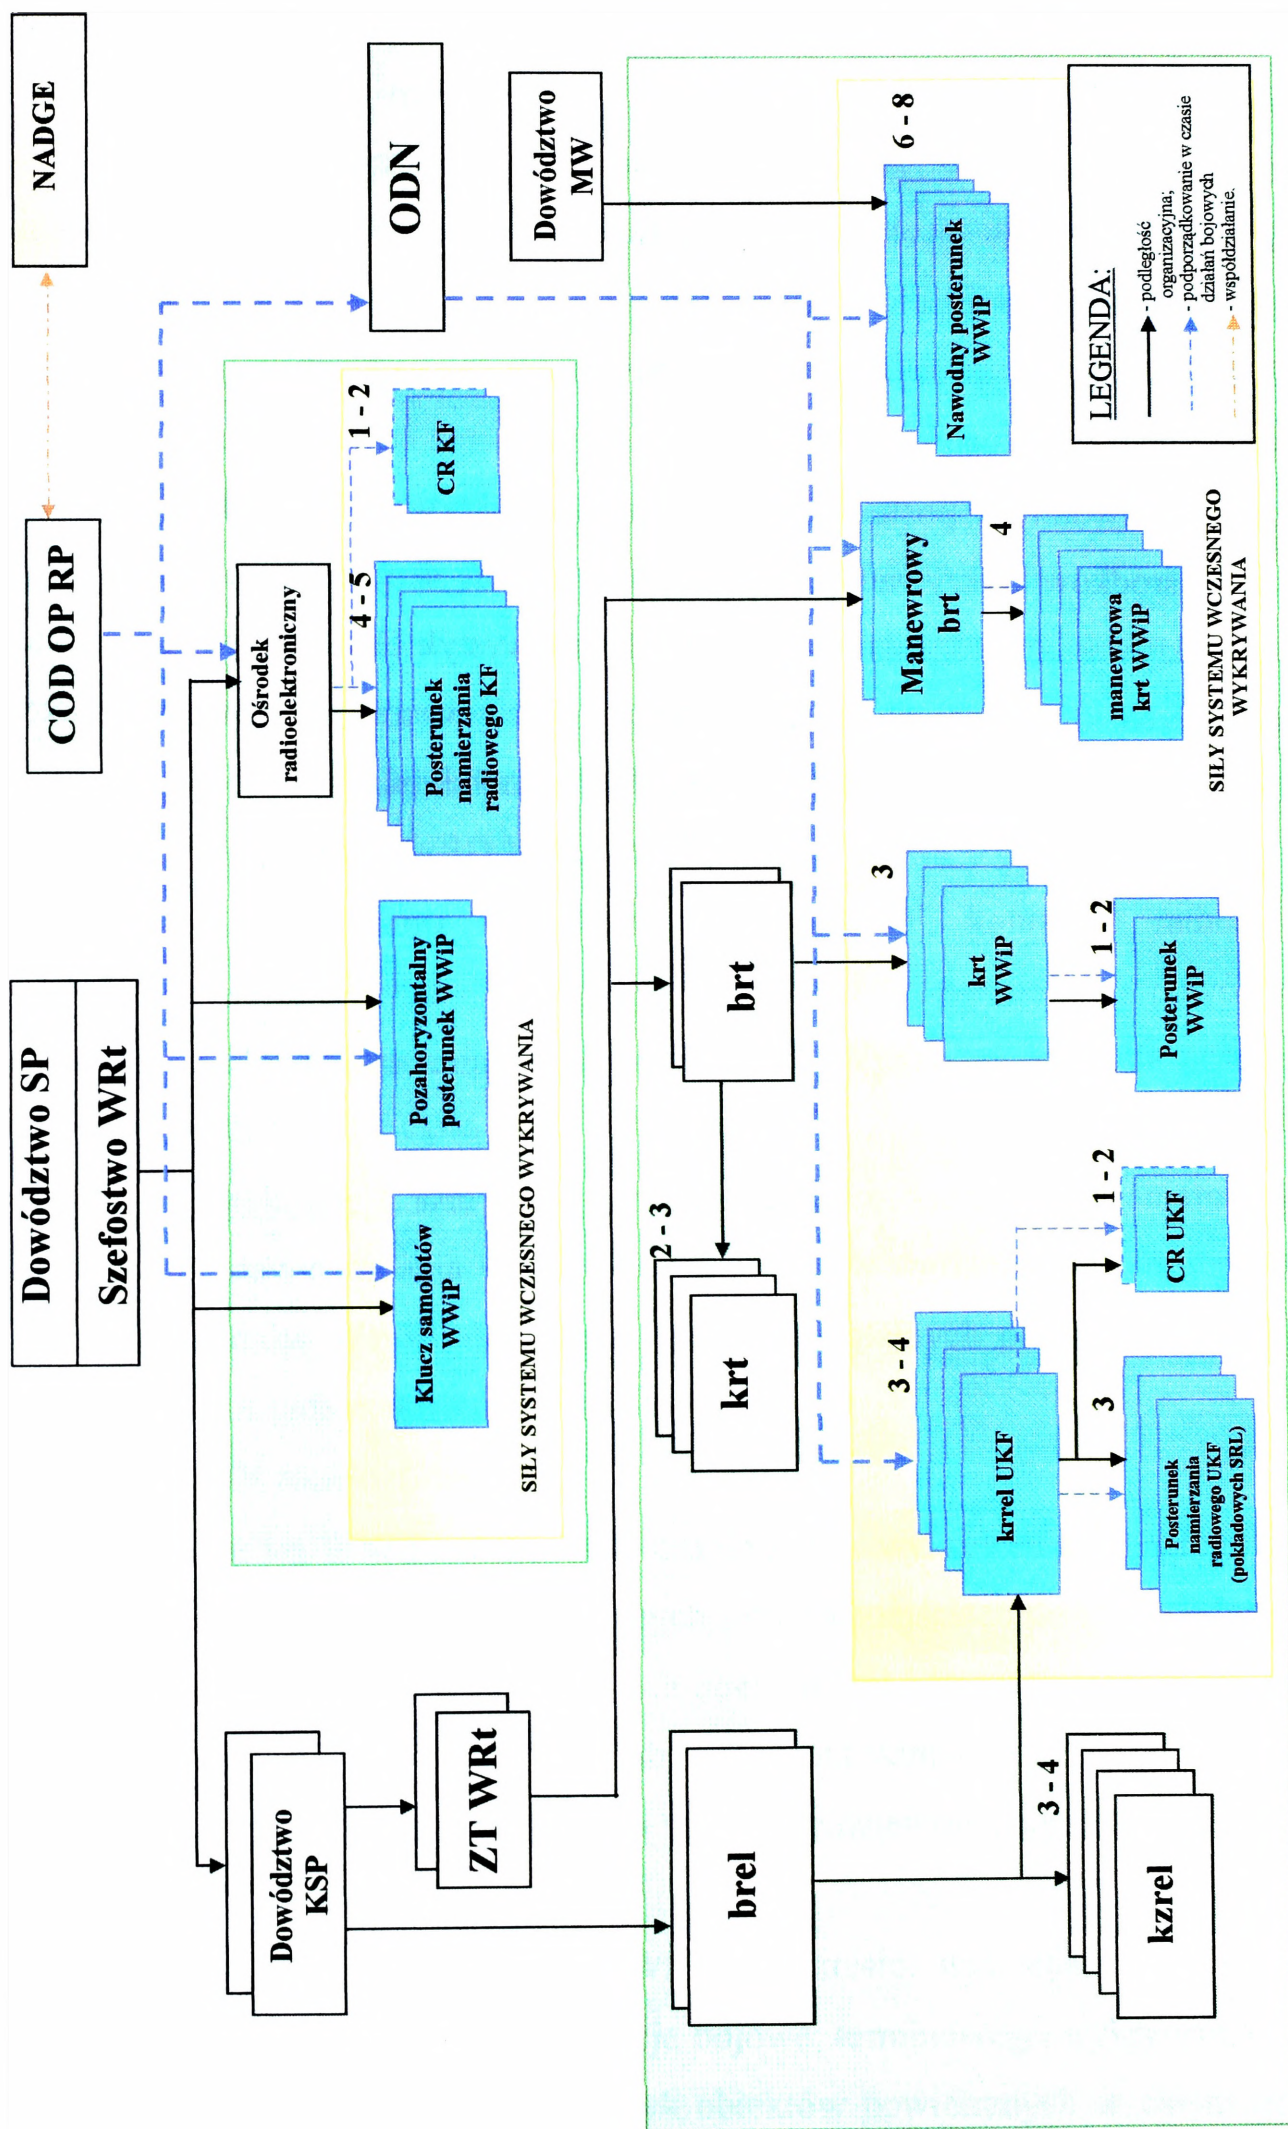 Dowództwo SP
Szefostwo WRt
COD OP RP
NADGE
Dowództwo
KSP
ZT WRt
Ośrodek
radioelektroniczny
ODN
Klucz samolotów
WWiP
Pozahoryzontalny
posterunek WWiP
4 - 5
Posterunek
namierzania
radiowego KF
1 - 2
CR KF
SILY SYSTEMU WCZESNEGO WYKRYWANIA
Dowództwo
MW
brel
2 - 3
krt
brt
3 - 4
krrel UKF
3
krt
WWiP
Manewrowy
brt
6 - 8
Nawodny posterunek
WWiP
3 - 4
kzrel
3
Posterunek
namierzania
radiowego UKF
(pokładowych SRL)
1 - 2
CR UKF
1 - 2
Posterunek
WWiP
4
manewrowa
krt WWiP
SILY SYSTEMU WCZESNEGO
WYKRYWANIA
LEGENDA:
- podległość
organizacyjna;
- podporządkowanie w czasie
działań bojowych
- współdziałanie.